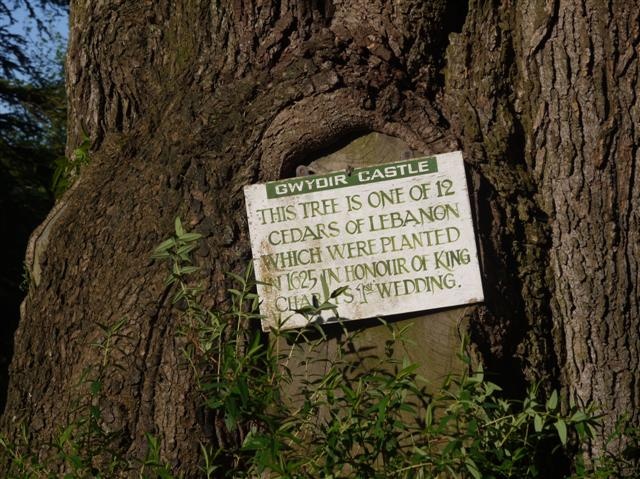 GWYDIR CASTLE
THIS TREE IS ONE OF 12
CEDARS OF LEBANON
WHICH WERE PLANTED
IN 1625 IN HONOUR OF KING
CHARLES 1ST WEDDING.